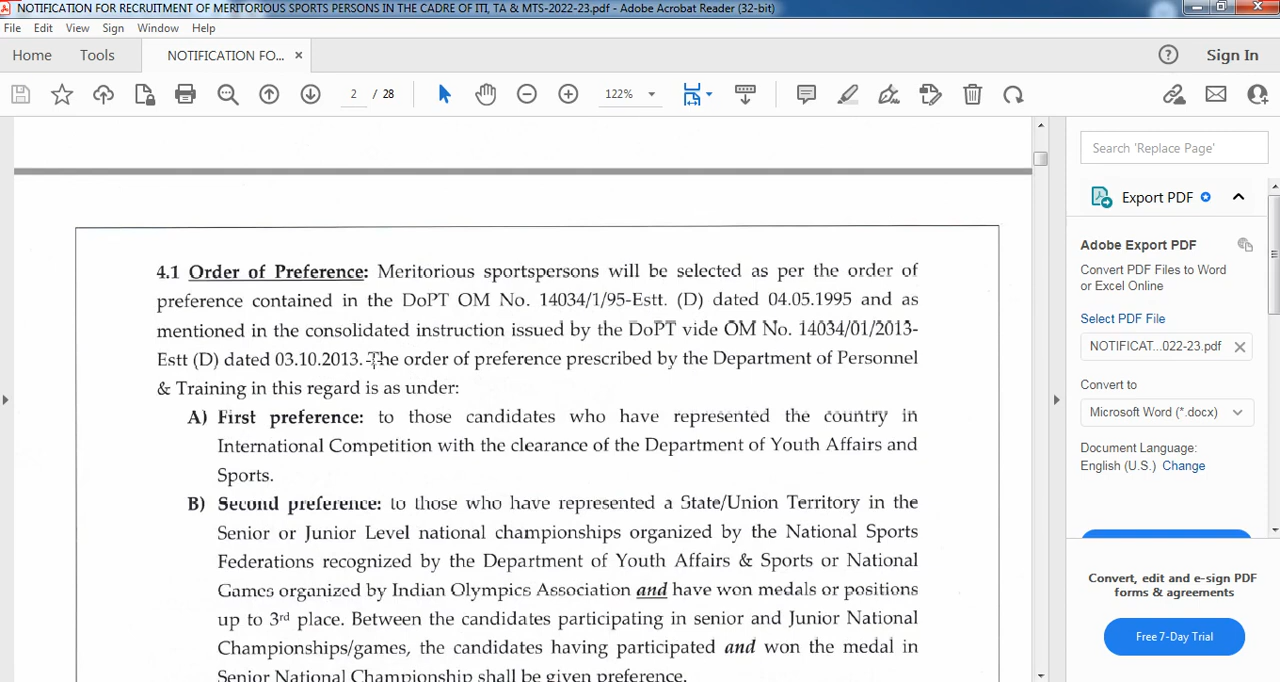 NOTIFICATION FOR RECRUITMENT OF MERITORIOUS SPORTS PERSONS IN THE CADRE OF ITI, TA & MTS-2022-23.pdf - Adobe Acrobat Reader (32-bit)
File Edit View Sign Window Help
Home Tools NOTIFICATION FO... × Sign In
2 / 28 122%
4.1 Order of Preference: Meritorious sportspersons will be selected as per the order of
preference contained in the DoPT OM No. 14034/1/95-Estt. (D) dated 04.05.1995 and as
mentioned in the consolidated instruction issued by the DoPT vide OM No. 14034/01/2013-
Estt (D) dated 03.10.2013. The order of preference prescribed by the Department of Personnel
& Training in this regard is as under:
A) First preference: to those candidates who have represented the country in
International Competition with the clearance of the Department of Youth Affairs and
Sports.
B) Second preference: to those who have represented a State/Union Territory in the
Senior or Junior Level national championships organized by the National Sports
Federations recognized by the Department of Youth Affairs & Sports or National
Games organized by Indian Olympics Association and have won medals or positions
up to 3rd place. Between the candidates participating in senior and Junior National
Championships/games, the candidates having participated and won the medal in
Senior National Championship shall be given preference.
Search 'Replace Page'
Export PDF
Adobe Export PDF
Convert PDF Files to Word
or Excel Online
Select PDF File
NOTIFICAT...022-23.pdf
Convert to
Microsoft Word (*.docx)
Document Language:
English (U.S.) Change
Convert, edit and e-sign PDF
forms & agreements
Free 7-Day Trial